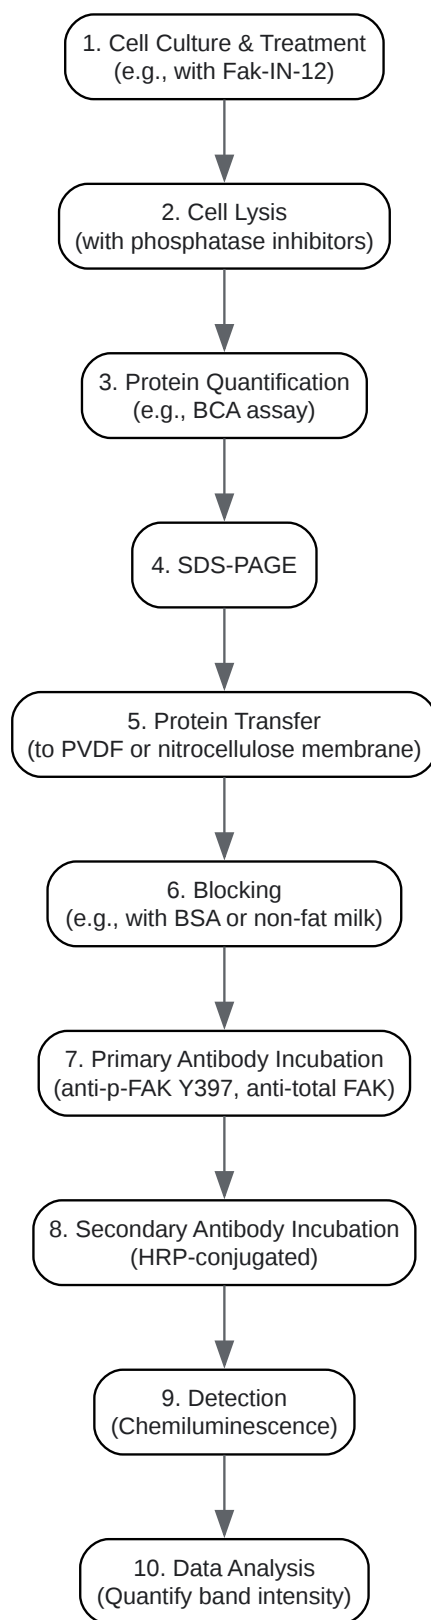 1. Cell Culture & Treatment
(e.g., with Fak-IN-12)
2. Cell Lysis
(with phosphatase inhibitors)
3. Protein Quantification
(e.g., BCA assay)
4. SDS-PAGE
5. Protein Transfer
(to PVDF or nitrocellulose membrane)
6. Blocking
(e.g., with BSA or non-fat milk)
7. Primary Antibody Incubation
(anti-p-FAK Y397, anti-total FAK)
8. Secondary Antibody Incubation
(HRP-conjugated)
9. Detection
(Chemiluminescence)
10. Data Analysis
(Quantify band intensity)